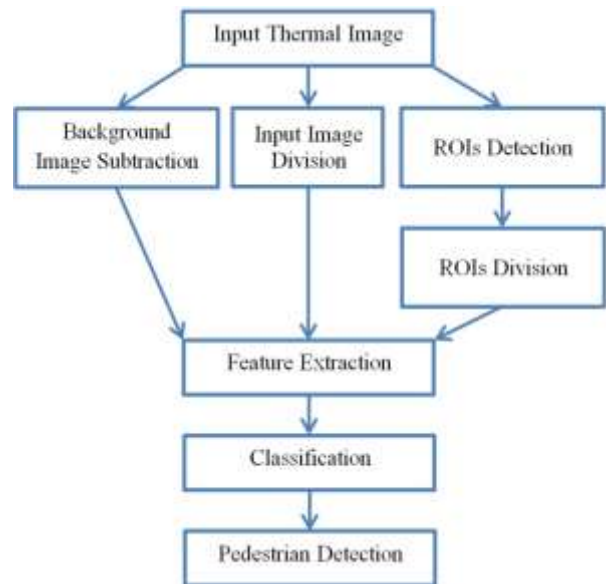 Input Thermal Image
Background
Image Subtraction
Input Image
Division
ROIs Detection
ROIs Division
Feature Extraction
Classification
Pedestrian Detection